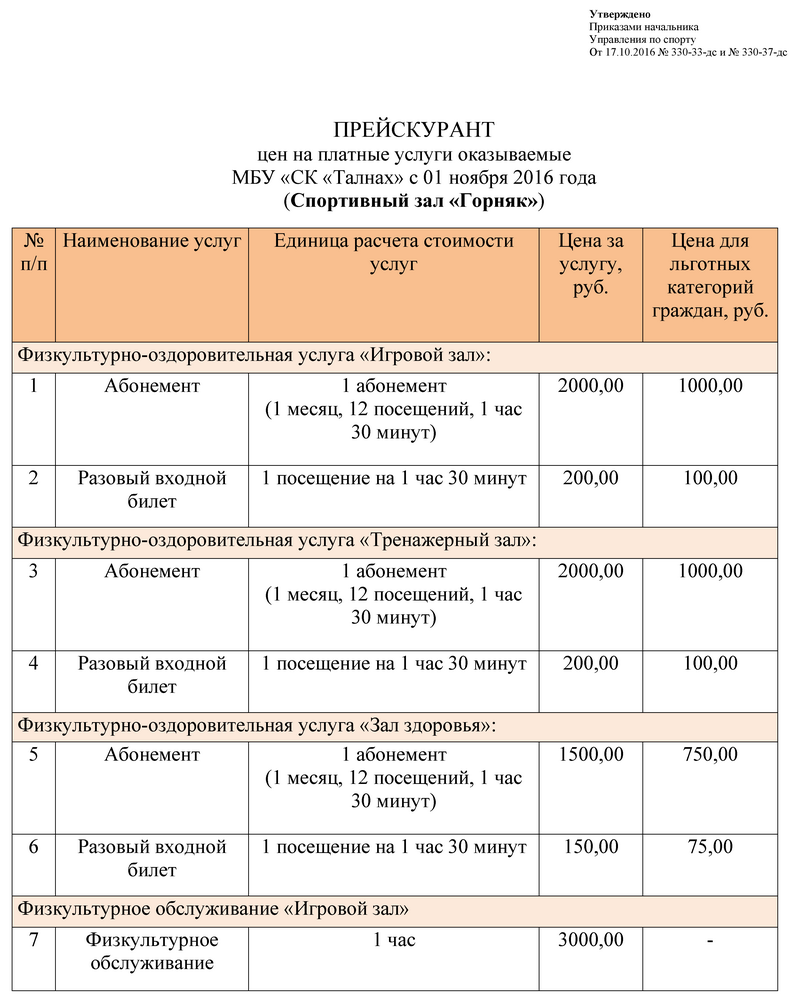 Утверждено
Приказами начальника
Управления по спорту
От 17.10.2016 № 330-33-дс и № 330-37-дс
ПРЕЙСКУРАНТ
цен на платные услуги оказываемые
МБУ «СК «Талнах» с 01 ноября 2016 года
(Спортивный зал «Горняк»)
№ п/п Наименование услуг Единица расчета стоимости услуг Цена за услугу, руб. Цена для льготных категорий граждан, руб.
Физкультурно-оздоровительная услуга «Игровой зал»:
1 Абонемент 1 абонемент 2000,00 1000,00
(1 месяц, 12 посещений, 1 час
30 минут)
2 Разовый входной 1 посещение на 1 час 30 минут 200,00 100,00
билет
Физкультурно-оздоровительная услуга «Тренажерный зал»:
3 Абонемент 1 абонемент 2000,00 1000,00
(1 месяц, 12 посещений, 1 час
30 минут)
4 Разовый входной 1 посещение на 1 час 30 минут 200,00 100,00
билет
Физкультурно-оздоровительная услуга «Зал здоровья»:
5 Абонемент 1 абонемент 1500,00 750,00
(1 месяц, 12 посещений, 1 час
30 минут)
6 Разовый входной 1 посещение на 1 час 30 минут 150,00 75,00
билет
Физкультурное обслуживание «Игровой зал»
7 Физкультурное 1 час 3000,00 -
обслуживание